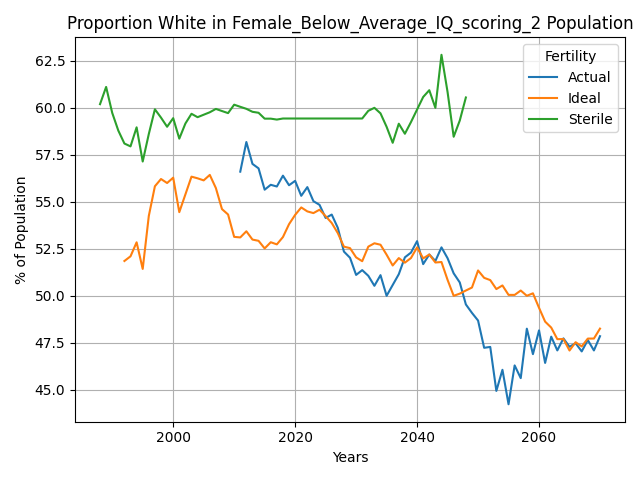 Proportion White in Female_Below_Average_IQ_scoring_2 Population
62.5
60.0
57.5
55.0
52.5
50.0
47.5
45.0
% of Population
Fertility
Actual
Ideal
Sterile
2000
2020
2040
2060
Years